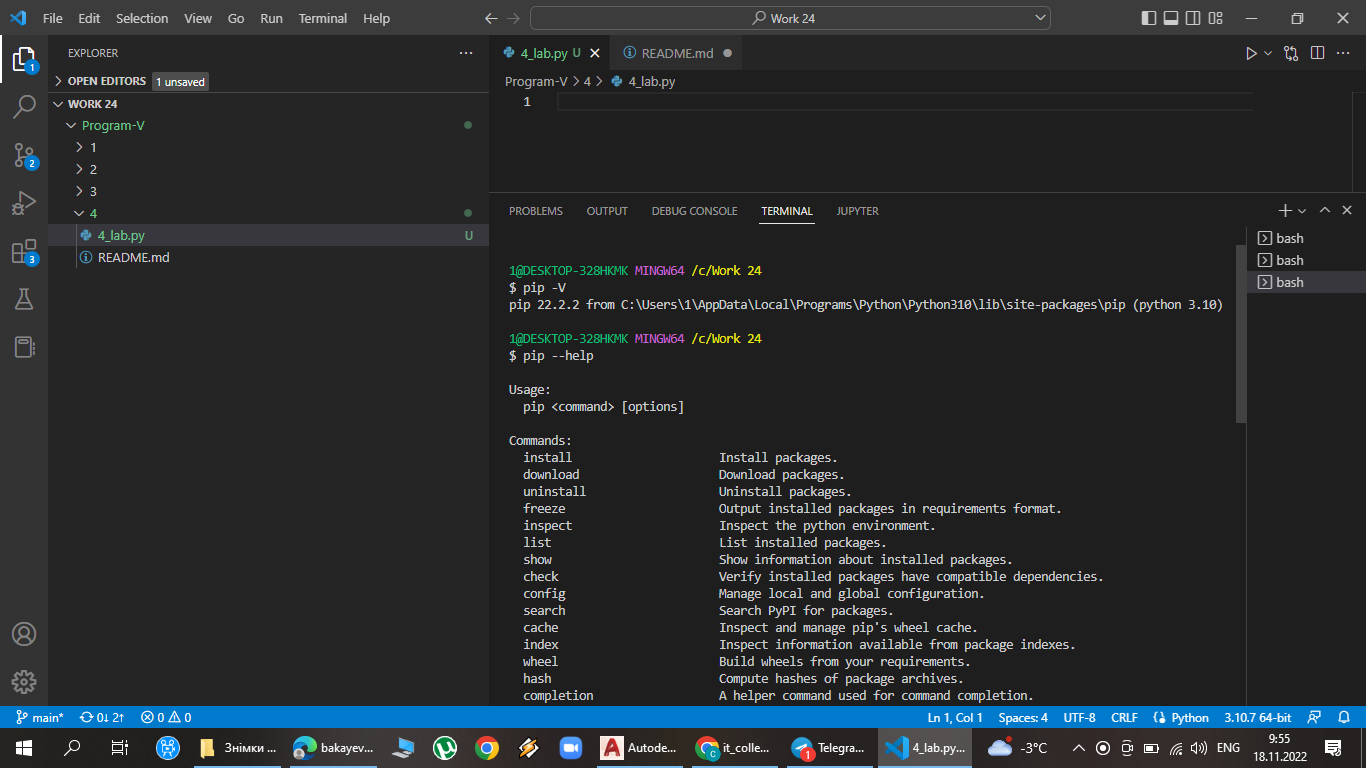 File Edit Selection View Go Run Terminal Help
Work 24
EXPLORER
OPEN EDITORS 1 unsaved
WORK 24
Program-V
1
2
3
4
4_lab.py U
README.md
1
2
3
4_lab.py U
README.md
Program-V > 4 > 4_lab.py
1
PROBLEMS OUTPUT DEBUG CONSOLE TERMINAL JUPYTER
bash
bash
bash
1@DESKTOP-328HKMK MINGW64 /c/Work 24
$ pip -V
pip 22.2.2 from C:\Users\1\AppData\Local\Programs\Python\Python310\lib\site-packages\pip (python 3.10)
1@DESKTOP-328HKMK MINGW64 /c/Work 24
$ pip --help
Usage:
pip <command> [options]
Commands:
install Install packages.
download Download packages.
uninstall Uninstall packages.
freeze Output installed packages in requirements format.
inspect Inspect the python environment.
list List installed packages.
show Show information about installed packages.
check Verify installed packages have compatible dependencies.
config Manage local and global configuration.
search Search PyPI for packages.
cache Inspect and manage pip's wheel cache.
index Inspect information available from package indexes.
wheel Build wheels from your requirements.
hash Compute hashes of package archives.
completion A helper command used for command completion.
main* 0↓ 2↑ 0 0
Ln 1, Col 1 Spaces: 4 UTF-8 CRLF Python 3.10.7 64-bit
Знімки ... bakayev... Autode... it_colle... Telegra... 1 4_lab.py... -3°C ENG
9:55
18.11.2022